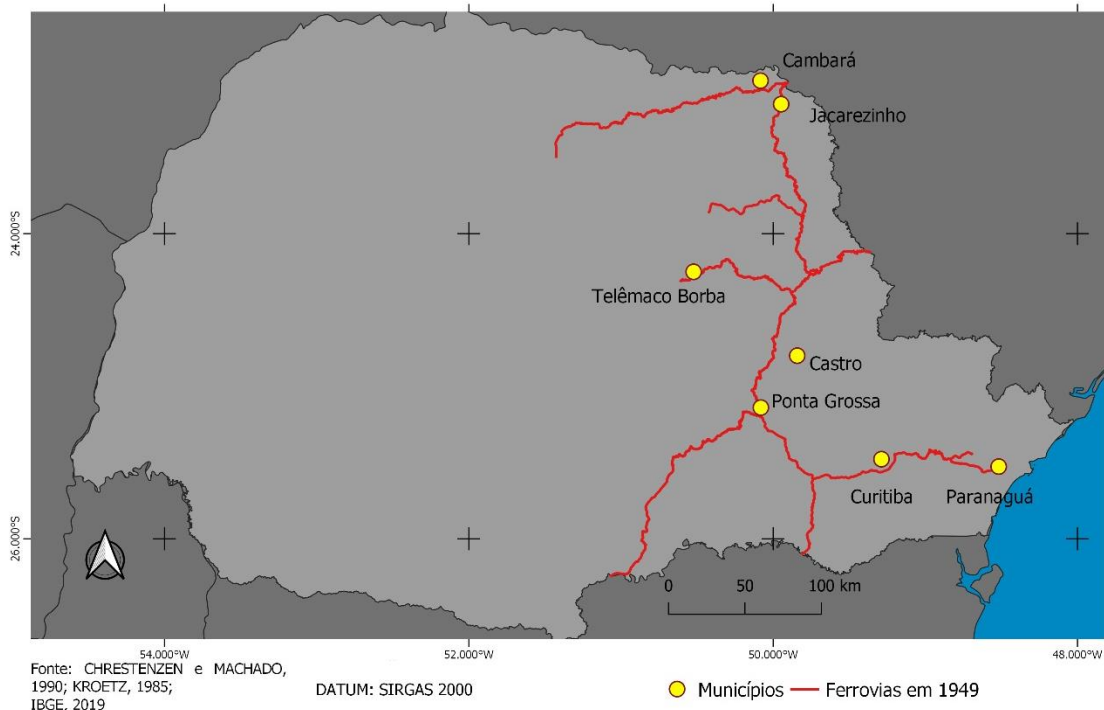 Cambará
Jacarezinho
24.000°S
Telêmaco Borba
Castro
Ponta Grossa
Curitiba
Paranaguá
26.000°S
0 50 100 km
54.000°W
52.000°W
50.000°W
48.000°W
Fonte: CHRESTENZEN e MACHADO,
1990; KROETZ, 1985;
IBGE, 2019
DATUM: SIRGAS 2000
Municípios
Ferrovias em 1949